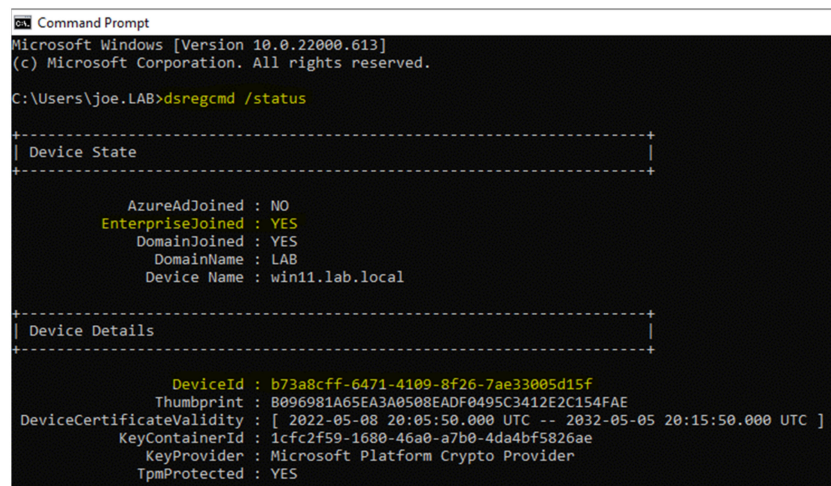 Command Prompt
Microsoft Windows [Version 10.0.22000.613]
(c) Microsoft Corporation. All rights reserved.
C:\Users\joe.LAB>dsregcmd /status
+----------------------------------------------------------------------+
| Device State |
+----------------------------------------------------------------------+
AzureAdJoined : NO
EnterpriseJoined : YES
DomainJoined : YES
DomainName : LAB
Device Name : win11.lab.local
+----------------------------------------------------------------------+
| Device Details |
+----------------------------------------------------------------------+
DeviceId : b73a8cff-6471-4109-8f26-7ae33005d15f
Thumbprint : B096981A65EA3A0508EADF0495C3412E2C154FAE
DeviceCertificateValidity : [ 2022-05-08 20:05:50.000 UTC -- 2032-05-05 20:15:50.000 UTC ]
KeyContainerId : 1cfc2f59-1680-46a0-a7b0-4da4bf5826ae
KeyProvider : Microsoft Platform Crypto Provider
TpmProtected : YES